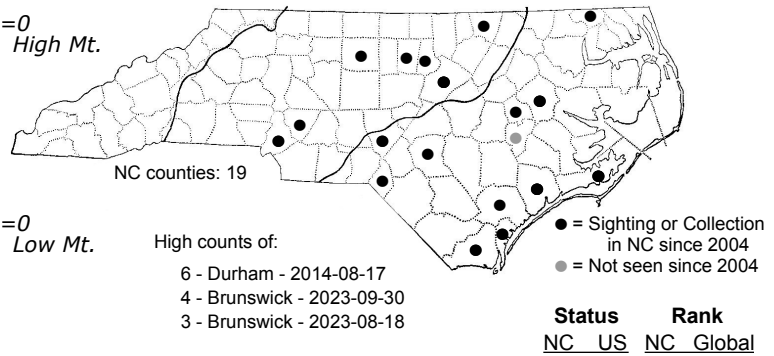 =0
High Mt.
NC counties: 19
=0
Low Mt.
High counts of:
6 - Durham - 2014-08-17
4 - Brunswick - 2023-09-30
3 - Brunswick - 2023-08-18
● = Sighting or Collection
in NC since 2004
● = Not seen since 2004
Status Rank
NC US NC Global